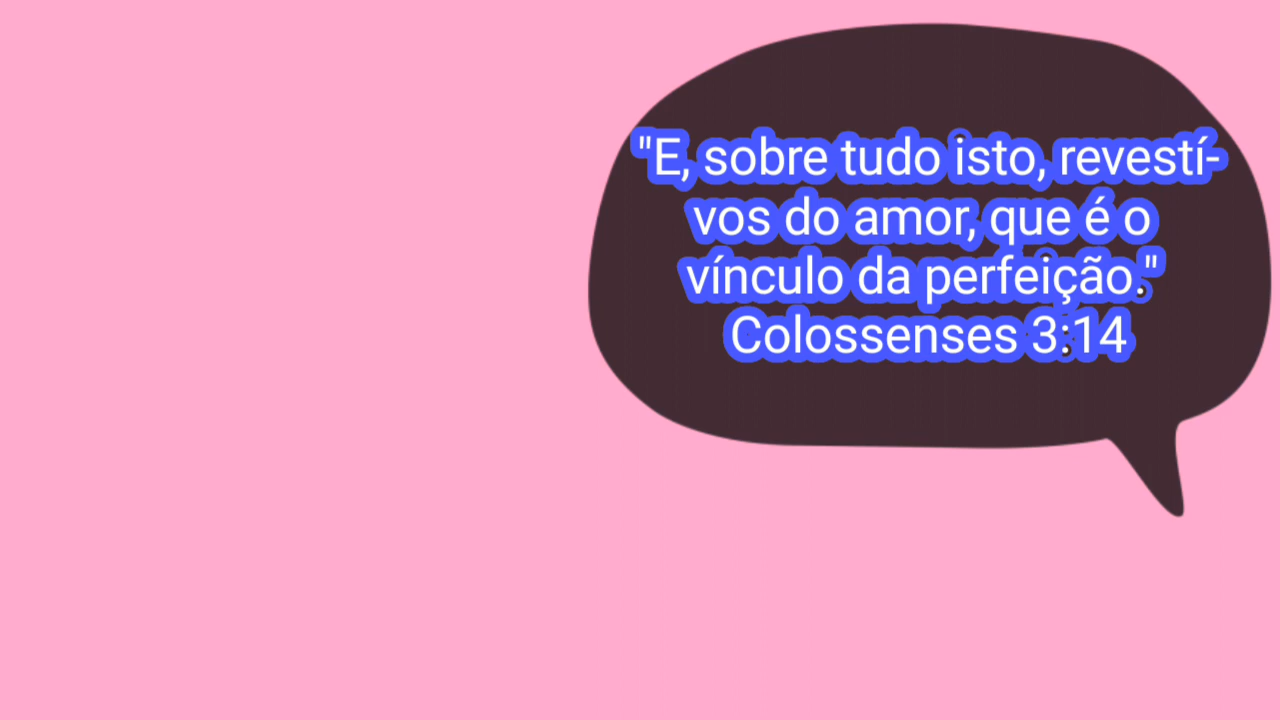 "E, sobre tudo isto, revestí-
vos do amor, que é o
vínculo da perfeição."
Colossenses 3:14